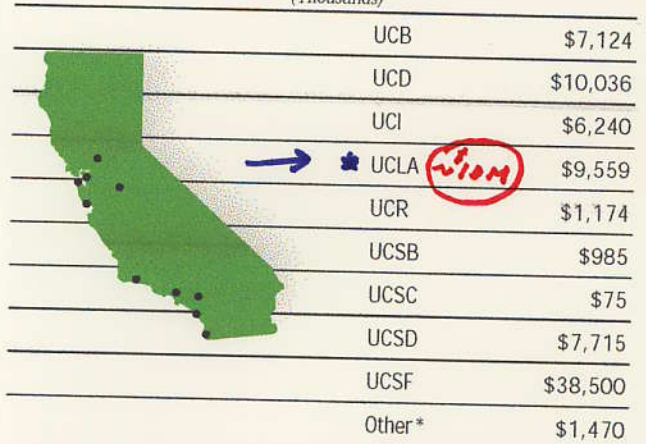 (Thousands)
UCB $7,124
UCD $10,036
UCI $6,240
UCLA ~$10M $9,559
UCR $1,174
UCSB $985
UCSC $75
UCSD $7,715
UCSF $38,500
Other* $1,470